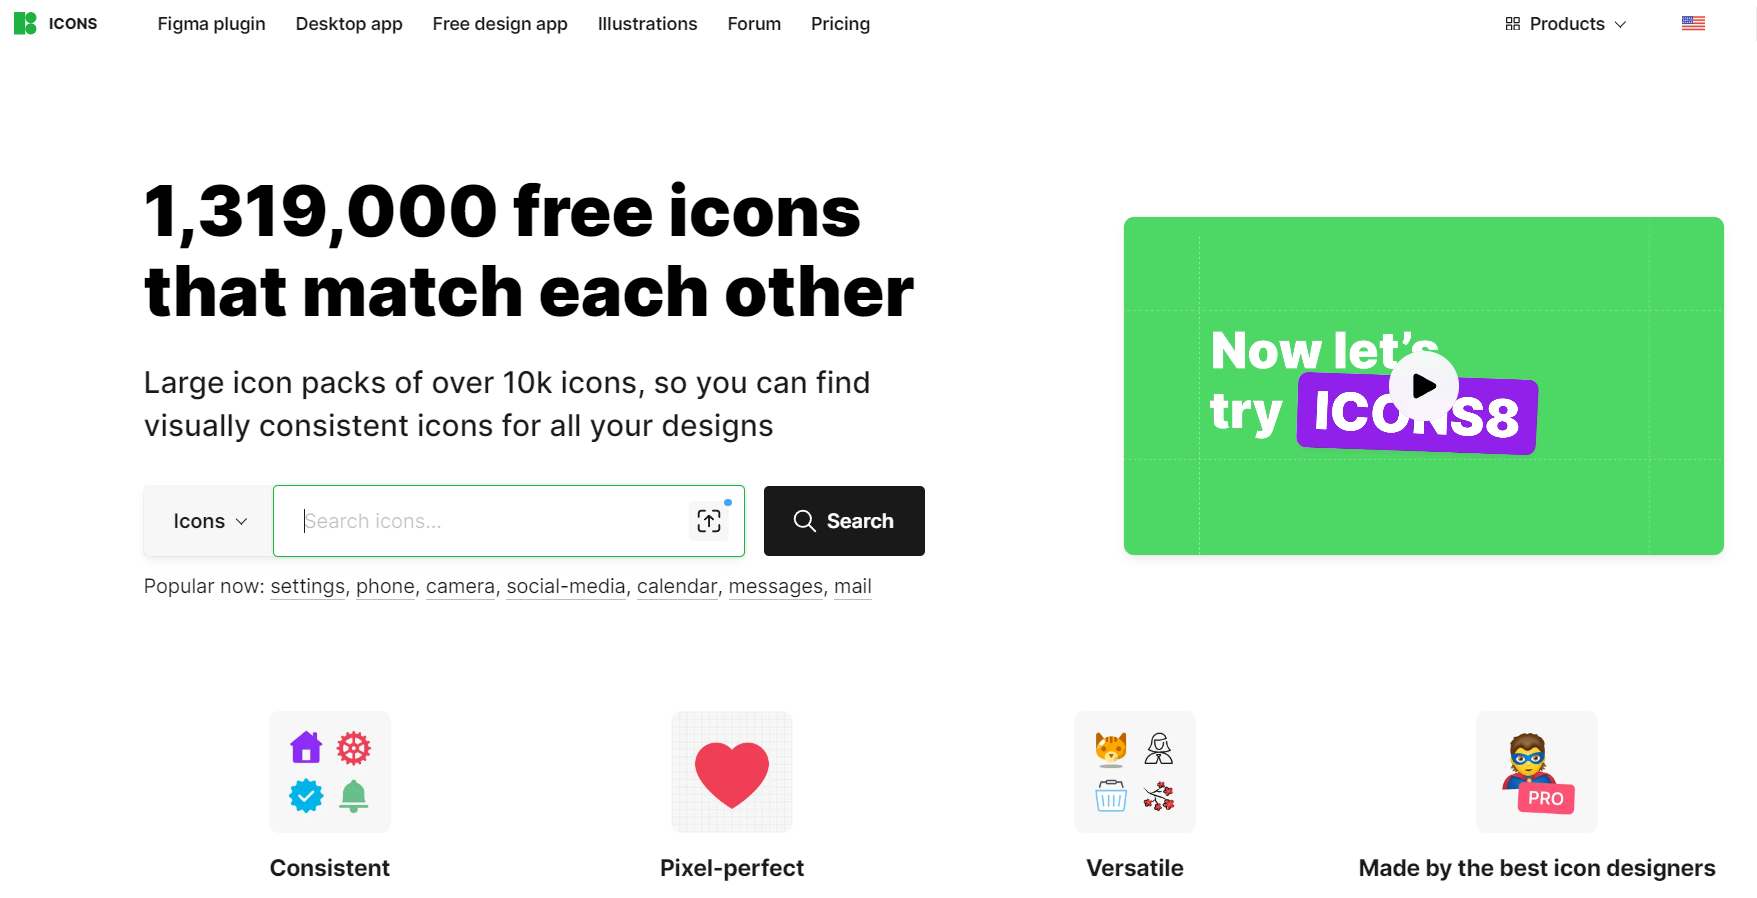 ICONS
Figma plugin
Desktop app
Free design app
Illustrations
Forum
Pricing
Products
1,319,000 free icons
that match each other
Large icon packs of over 10k icons, so you can find
visually consistent icons for all your designs
Icons
Search icons...
Search
Popular now: settings, phone, camera, social-media, calendar, messages, mail
Now let's
try ICONS8
PRO
Consistent
Pixel-perfect
Versatile
Made by the best icon designers